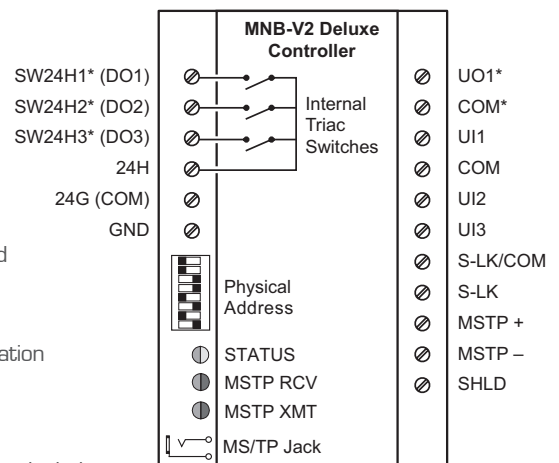 MNB-V2 Deluxe
Controller
SW24H1* (DO1)
SW24H2* (DO2)
SW24H3* (DO3)
24H
24G (COM)
GND
Internal
Triac
Switches
Physical
Address
STATUS
MSTP RCV
MSTP XMT
MS/TP Jack
UO1*
COM*
UI1
COM
UI2
UI3
S-LK/COM
S-LK
MSTP +
MSTP –
SHLD